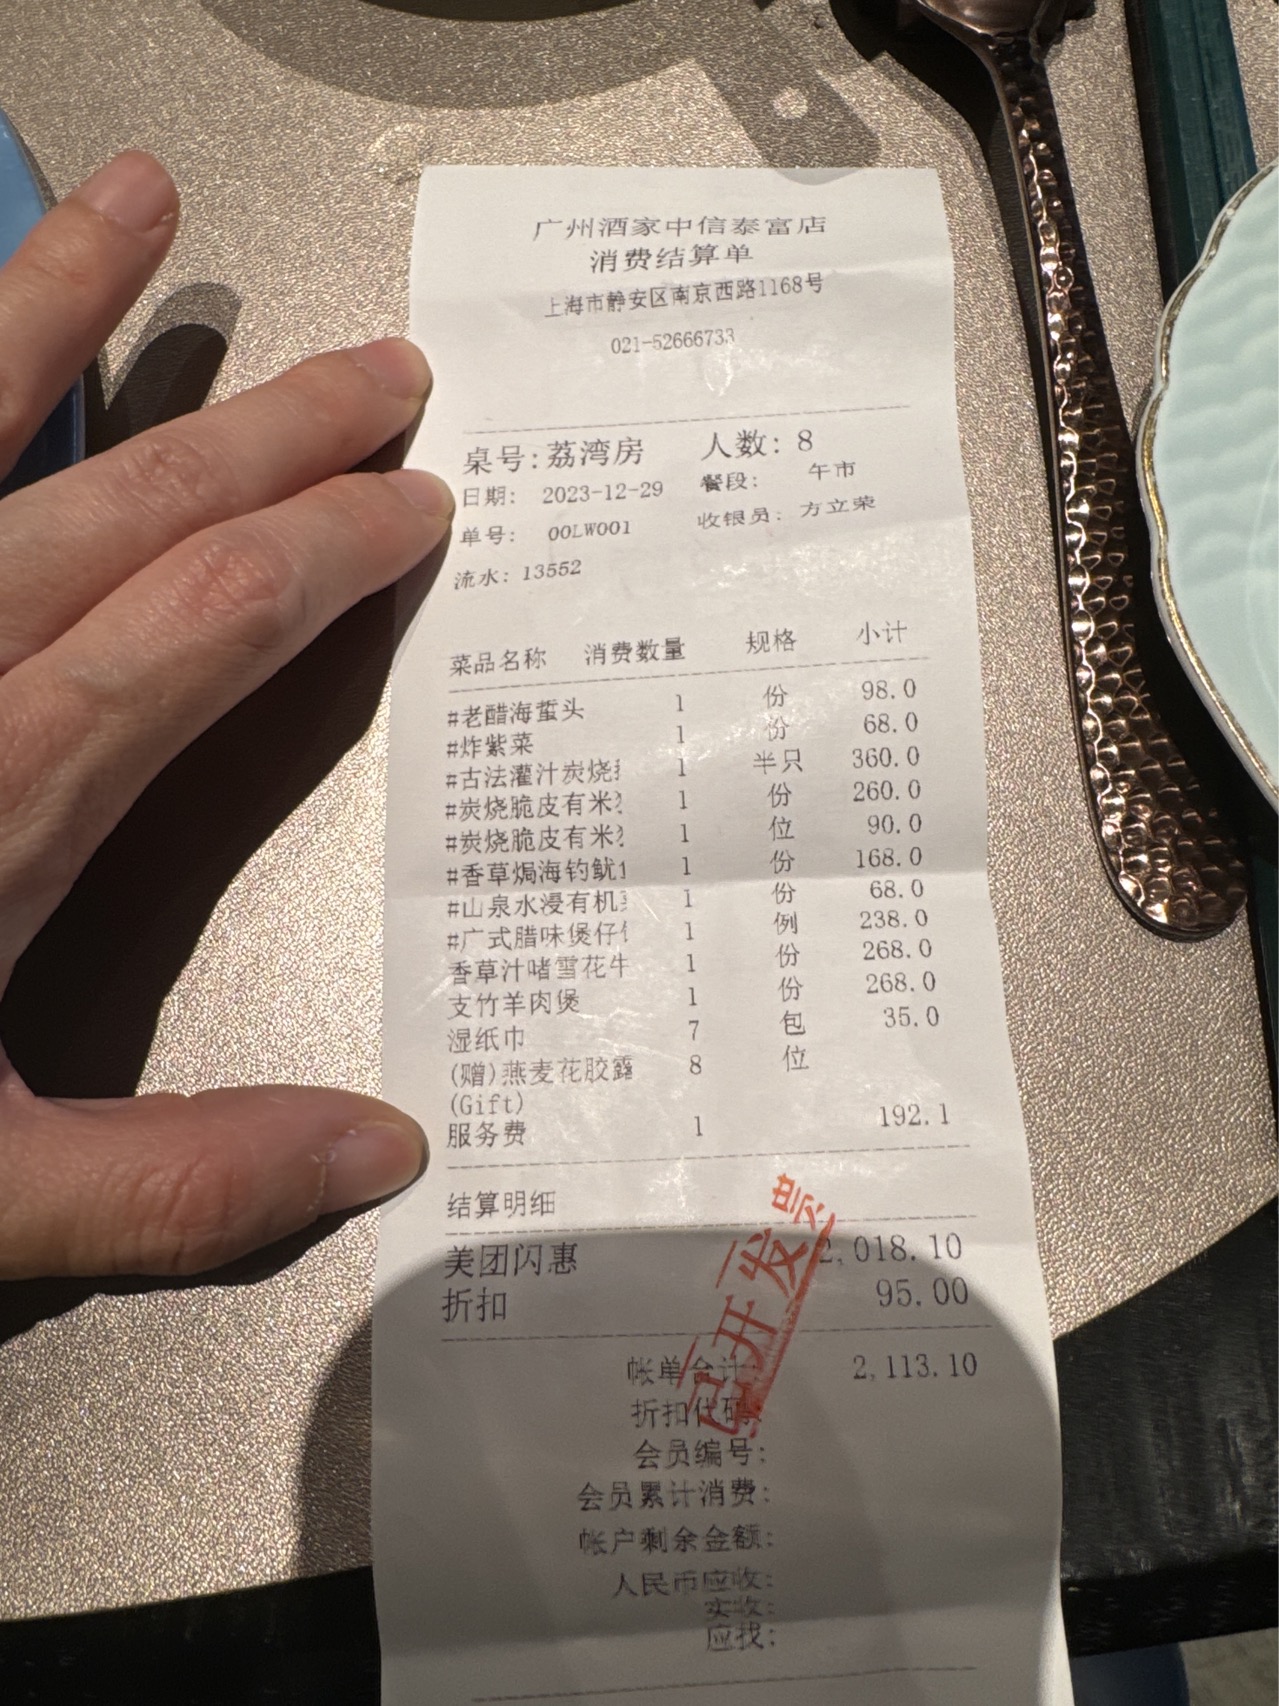 广州酒家中信泰富店
消费结算单
上海市静安区南京西路1168号
021-52666733
桌号:荔湾房 人数: 8
日期: 2023-12-29 餐段: 午市
单号: 00LW001 收银员: 方立荣
流水: 13552
菜品名称 消费数量 规格 小计
#老醋海蜇头 1 份 98.0
#炸紫菜 1 份 68.0
#古法灌汁炭烧 1 半只 360.0
#炭烧脆皮有米 1 份 260.0
#炭烧脆皮有米 1 位 90.0
#香草焗海钓鱿 1 份 168.0
#山泉水浸有机 1 份 68.0
#广式腊味煲仔 1 例 238.0
香草汁啫雪花牛 1 份 268.0
支竹羊肉煲 1 份 268.0
湿纸巾 7 包 35.0
(赠)燕麦花胶露 8 位
(Gift)
服务费 1 192.1
结算明细
美团闪惠 2,018.10
折扣 95.00
已开发票
帐单合计: 2,113.10
折扣代码:
会员编号:
会员累计消费:
帐户剩余金额:
人民币应收:
实收:
应找: